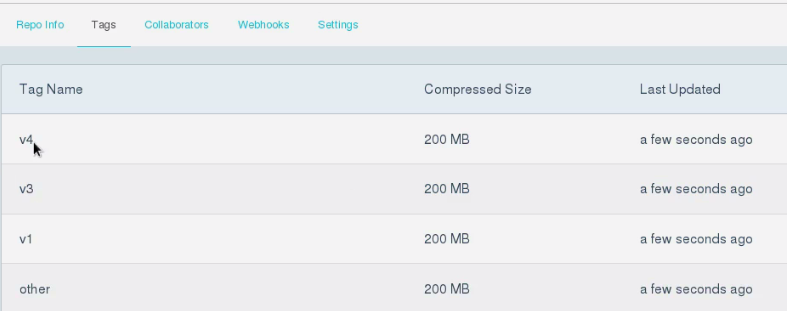 Repo Info Tags Collaborators Webhooks Settings
Tag Name Compressed Size Last Updated
v4 200 MB a few seconds ago
v3 200 MB a few seconds ago
v1 200 MB a few seconds ago
other 200 MB a few seconds ago